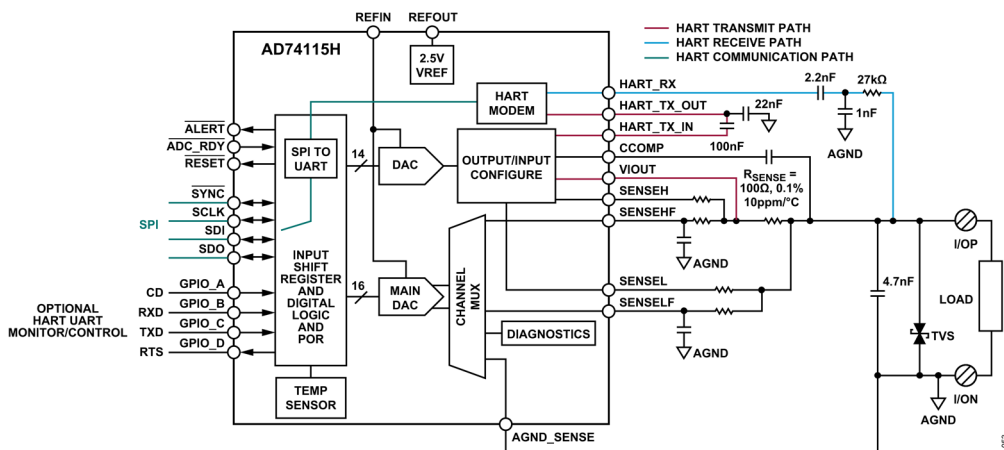 REFIN
REFOUT
AD74115H
2.5V
VREF
HART TRANSMIT PATH
HART RECEIVE PATH
HART COMMUNICATION PATH
HART
MODEM
HART_RX
HART_TX_OUT
HART_TX_IN
CCOMP
VIOUT
SENSEH
SENSEHF
SENSEL
SENSELF
2.2nF
27kΩ
1nF
AGND
22nF
100nF
RSENSE =
100Ω, 0.1%
10ppm/°C
ALERT
ADC_RDY
RESET
SYNC
SCLK
SDI
SDO
SPI
SPI TO
UART
14
DAC
OUTPUT/INPUT
CONFIGURE
INPUT
SHIFT
REGISTER
AND
DIGITAL
LOGIC
AND
POR
16
MAIN
DAC
CHANNEL
MUX
DIAGNOSTICS
AGND
AGND
4.7nF
TVS
I/OP
LOAD
I/ON
AGND
OPTIONAL
HART UART
MONITOR/CONTROL
CD
RXD
TXD
RTS
GPIO_A
GPIO_B
GPIO_C
GPIO_D
TEMP
SENSOR
AGND_SENSE